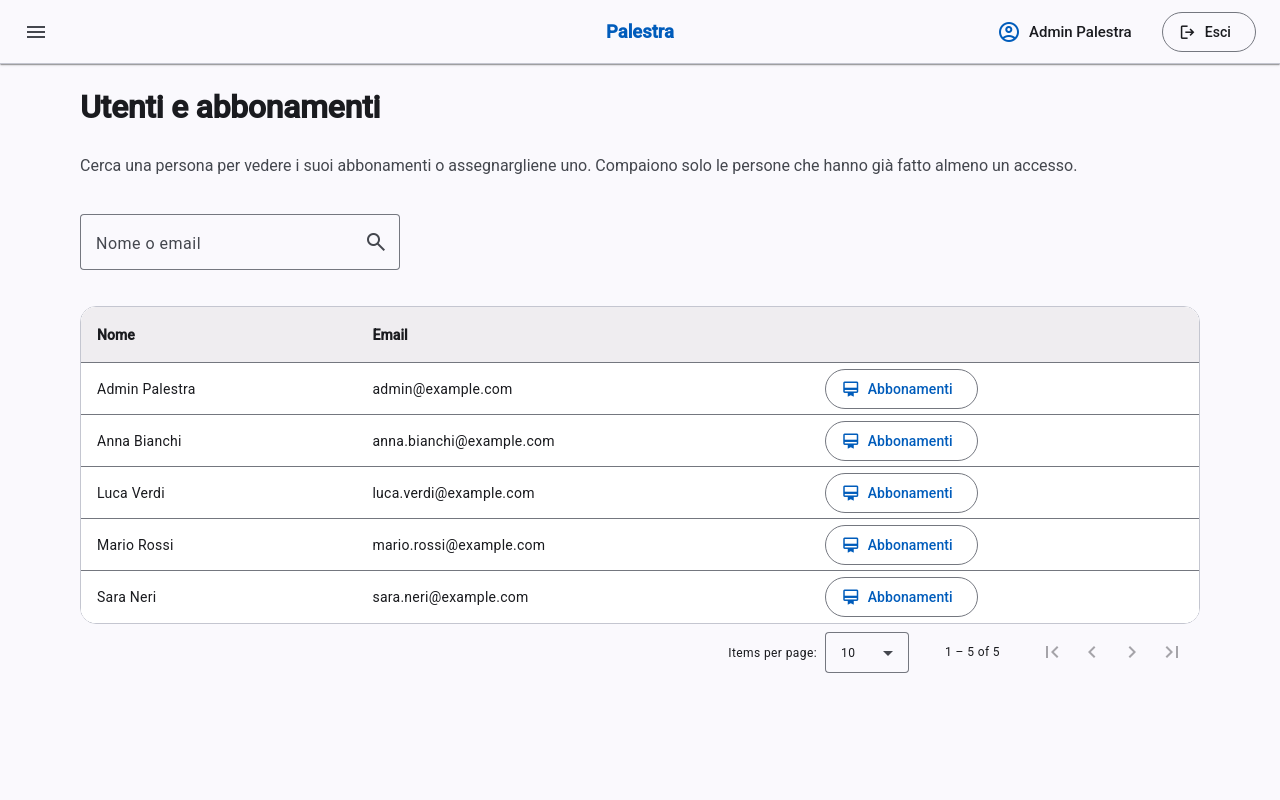 Palestra
Admin Palestra
Esci
Utenti e abbonamenti
Cerca una persona per vedere i suoi abbonamenti o assegnargliene uno. Compaiono solo le persone che hanno già fatto almeno un accesso.
Nome o email
Nome Email
Admin Palestra admin@example.com Abbonamenti
Anna Bianchi anna.bianchi@example.com Abbonamenti
Luca Verdi luca.verdi@example.com Abbonamenti
Mario Rossi mario.rossi@example.com Abbonamenti
Sara Neri sara.neri@example.com Abbonamenti
Items per page: 10 1 – 5 of 5